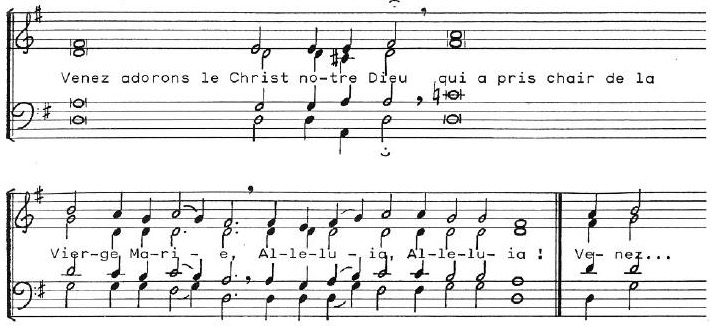 Venez adorons le Christ no-tre Dieu qui a pris chair de la
Vier-ge Ma-ri - e, Al-le-lu - ia, Al-le-lu- ia ! Ve- nez...